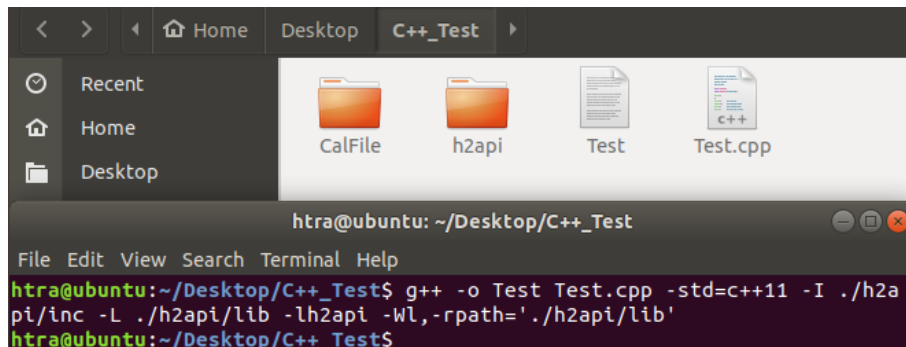 Home Desktop C++_Test
Recent
Home
Desktop
CalFile h2api Test Test.cpp
c++
htra@ubuntu: ~/Desktop/C++_Test
File Edit View Search Terminal Help
htra@ubuntu:~/Desktop/C++_Test$ g++ -o Test Test.cpp -std=c++11 -I ./h2a
pi/inc -L ./h2api/lib -lh2api -Wl,-rpath='./h2api/lib'
htra@ubuntu:~/Desktop/C++_Test$